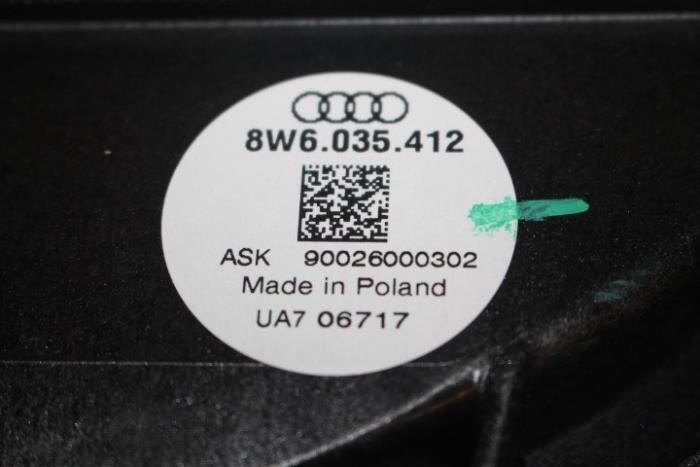 8W6.035.412
ASK 90026000302
Made in Poland
UA7 06717